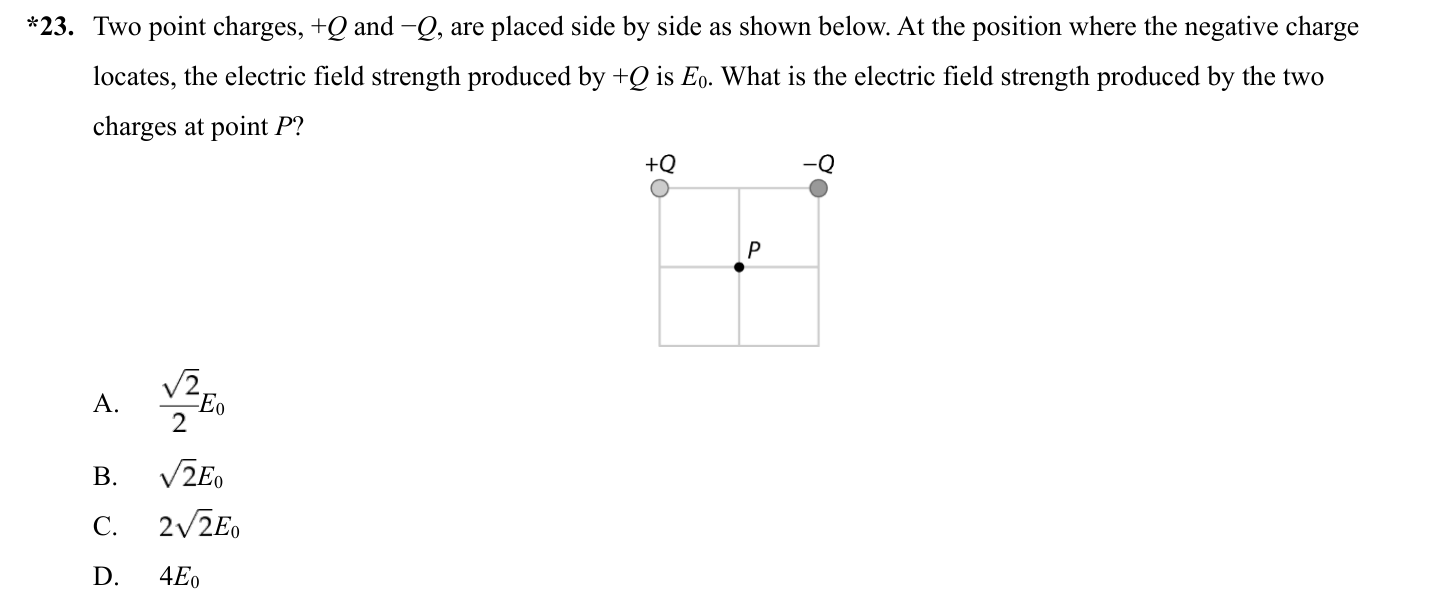 *23. Two point charges, +Q and −Q, are placed side by side as shown below. At the position where the negative charge
locates, the electric field strength produced by +Q is E₀. What is the electric field strength produced by the two
charges at point P?
+Q −Q
P
A. √2/2 E₀
B. √2E₀
C. 2√2E₀
D. 4E₀